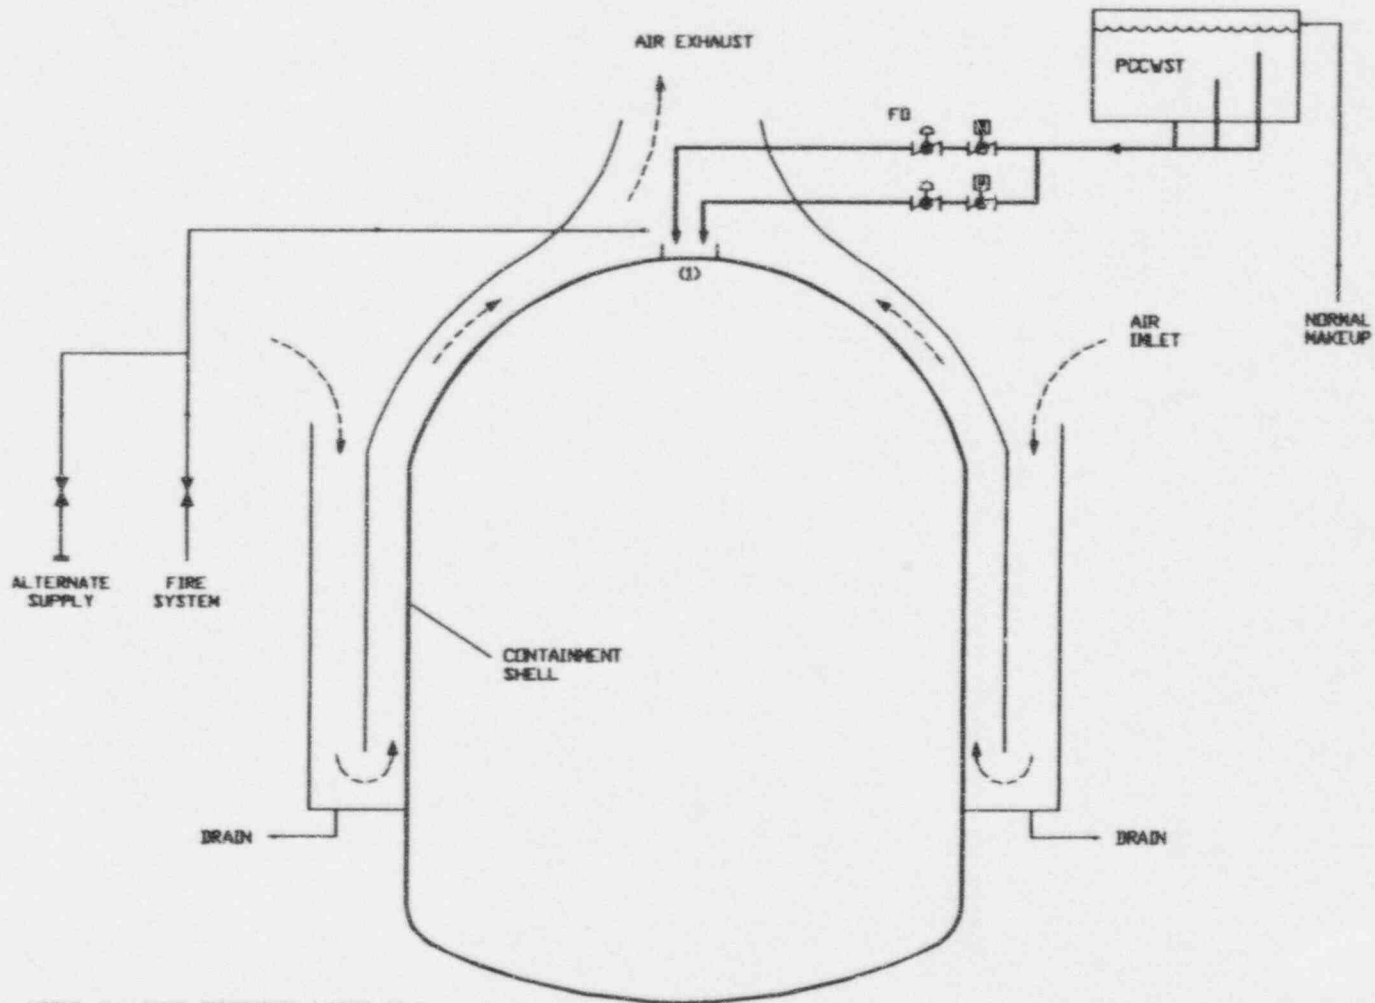 AIR EXHAUST
PCCWST
FO
M
M
(1)
AIR
INLET
NORMAL
MAKEUP
ALTERNATE
SUPPLY
FIRE
SYSTEM
CONTAINMENT
SHELL
DRAIN
DRAIN